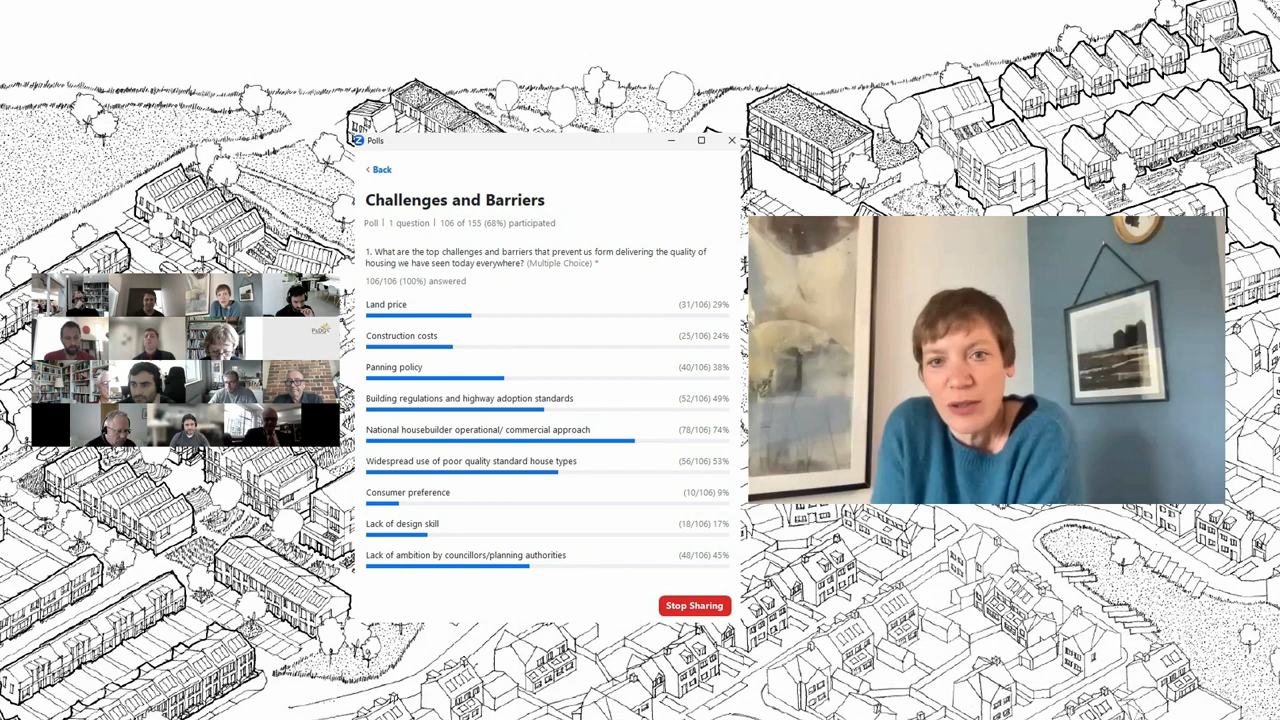 Polls
Back
Challenges and Barriers
Poll | 1 question | 106 of 155 (68%) participated
1. What are the top challenges and barriers that prevent us form delivering the quality of
housing we have seen today everywhere? (Multiple Choice) *
106/106 (100%) answered
Land price (31/106) 29%
Construction costs (25/106) 24%
Panning policy (40/106) 38%
Building regulations and highway adoption standards (52/106) 49%
National housebuilder operational/ commercial approach (78/106) 74%
Widespread use of poor quality standard house types (56/106) 53%
Consumer preference (10/106) 9%
Lack of design skill (18/106) 17%
Lack of ambition by councillors/planning authorities (48/106) 45%
Stop Sharing